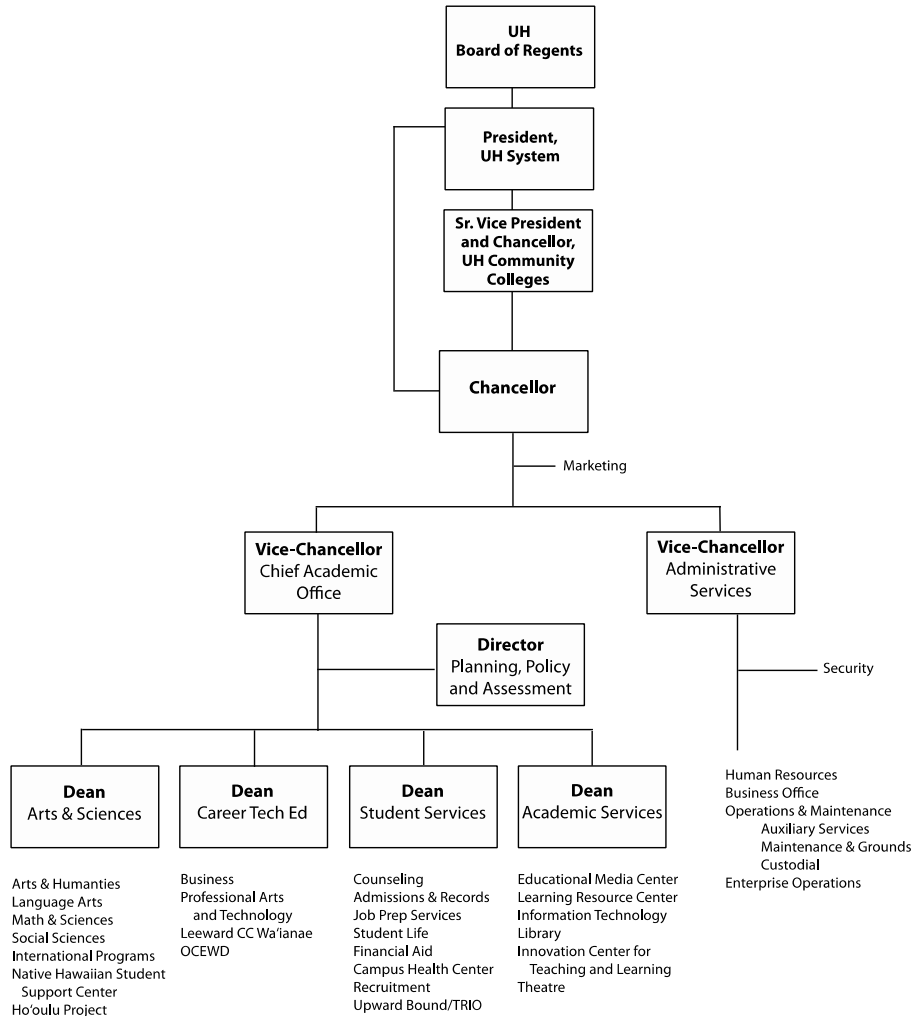 UH
Board of Regents
President,
UH System
Sr. Vice President
and Chancellor,
UH Community
Colleges
Chancellor
Marketing
Vice-Chancellor
Chief Academic
Office
Vice-Chancellor
Administrative
Services
Director
Planning, Policy
and Assessment
Security
Dean
Arts & Sciences
Dean
Career Tech Ed
Dean
Student Services
Dean
Academic Services
Human Resources
Business Office
Operations & Maintenance
Auxiliary Services
Maintenance & Grounds
Custodial
Enterprise Operations
Arts & Humanties
Language Arts
Math & Sciences
Social Sciences
International Programs
Native Hawaiian Student
Support Center
Ho‘oulu Project
Business
Professional Arts
and Technology
Leeward CC Wa‘ianae
OCEWD
Counseling
Admissions & Records
Job Prep Services
Student Life
Financial Aid
Campus Health Center
Recruitment
Upward Bound/TRIO
Educational Media Center
Learning Resource Center
Information Technology
Library
Innovation Center for
Teaching and Learning
Theatre